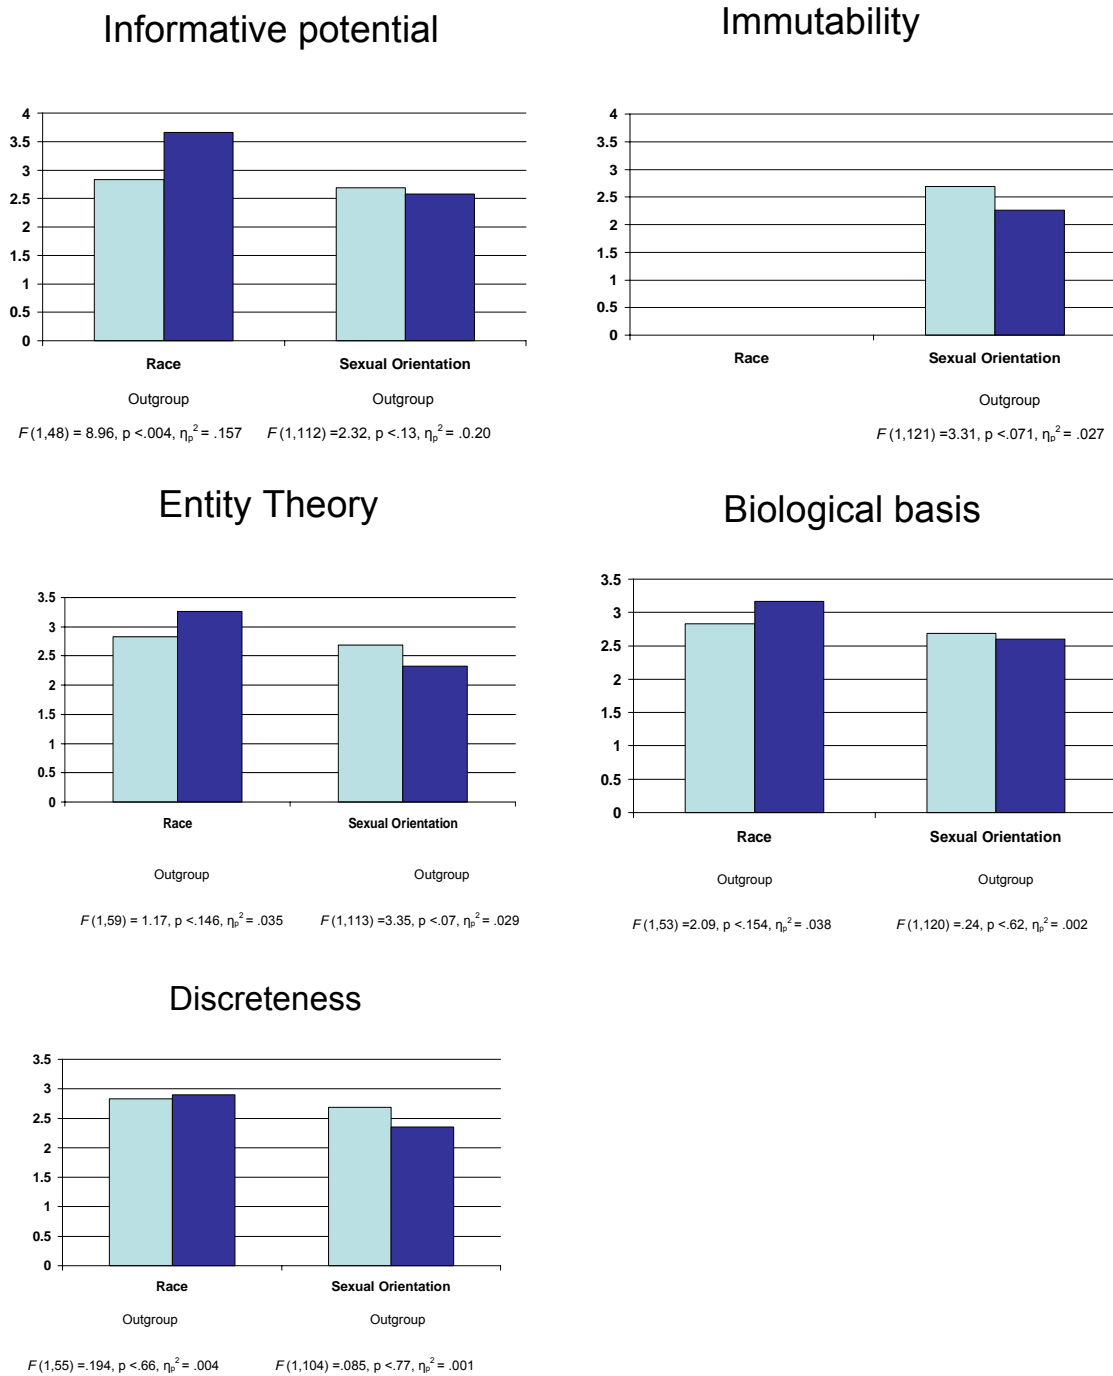 Informative potential
4
3.5
3
2.5
2
1.5
1
0.5
0
Race Sexual Orientation
Outgroup Outgroup
F (1,48) = 8.96, p <.004, ηp² = .157 F (1,112) =2.32, p <.13, ηp² = .0.20
Immutability
4
3.5
3
2.5
2
1.5
1
0.5
0
Race Sexual Orientation
Outgroup
F (1,121) =3.31, p <.071, ηp² = .027
Entity Theory
3.5
3
2.5
2
1.5
1
0.5
0
Race Sexual Orientation
Outgroup Outgroup
F (1,59) = 1.17, p <.146, ηp² = .035 F (1,113) =3.35, p <.07, ηp² = .029
Biological basis
3.5
3
2.5
2
1.5
1
0.5
0
Race Sexual Orientation
Outgroup Outgroup
F (1,53) =2.09, p <.154, ηp² = .038 F (1,120) =.24, p <.62, ηp² = .002
Discreteness
3.5
3
2.5
2
1.5
1
0.5
0
Race Sexual Orientation
Outgroup Outgroup
F (1,55) =.194, p <.66, ηp² = .004 F (1,104) =.085, p <.77, ηp² = .001